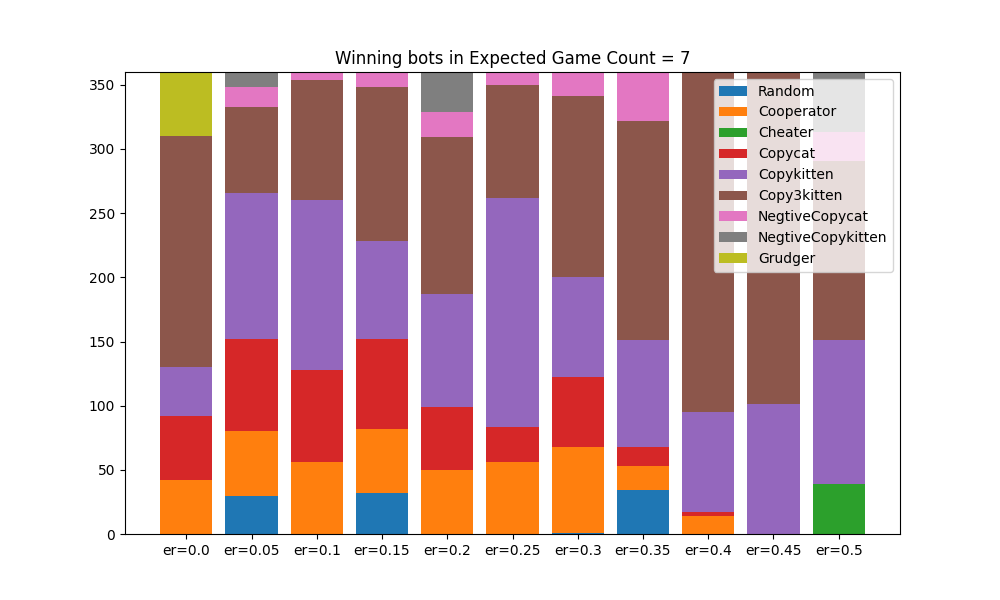 Winning bots in Expected Game Count = 7
350
300
250
200
150
100
50
0
Random
Cooperator
Cheater
Copycat
Copykitten
Copy3kitten
NegtiveCopycat
NegtiveCopykitten
Grudger
er=0.0 er=0.05 er=0.1 er=0.15 er=0.2 er=0.25 er=0.3 er=0.35 er=0.4 er=0.45 er=0.5